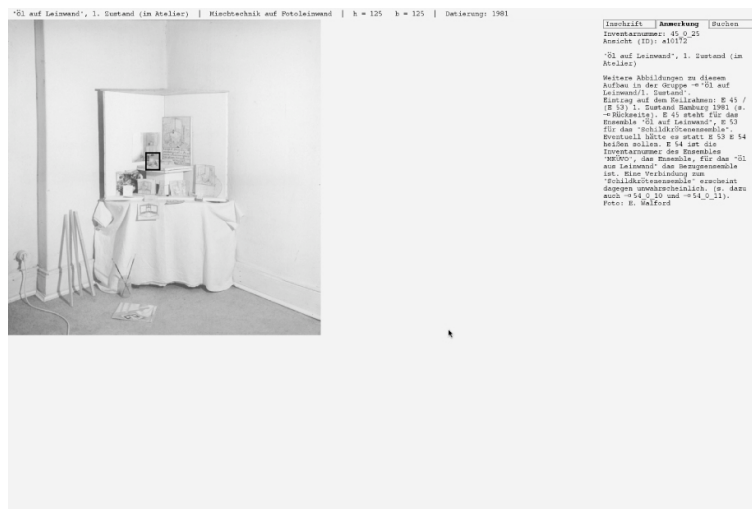 "Öl auf Leinwand", 1. Zustand (im Atelier) | Mischtechnik auf Fotoleinwand | h = 125 b = 125 | Datierung: 1981
Inschrift Anmerkung Suchen
Inventarnummer: 45_0_25
Ansicht (ID): a10172
"Öl auf Leinwand", 1. Zustand (im
Atelier)
Weitere Abbildungen zu diesem
Aufbau in der Gruppe "Öl auf
Leinwand/1. Zustand".
Eintrag auf dem Keilrahmen: E 45 /
(E 53) 1. Zustand Hamburg 1981 (s.
Rückseite). E 45 steht für das
Ensemble "Öl auf Leinwand", E 53
für das "Schildkrötenensemble".
Eventuell hätte es statt E 53 E 54
heißen sollen. E 54 ist die
Inventarnummer des Ensembles
das Ensemble, für das "Öl
aus Leinwand" das Bezugsensemble
ist. Eine Verbindung zum
"Schildkrötenensemble" erscheint
dagegen unwahrscheinlich. (s. dazu
auch 54_0_10 und 54_0_11).
Foto: E. Walford